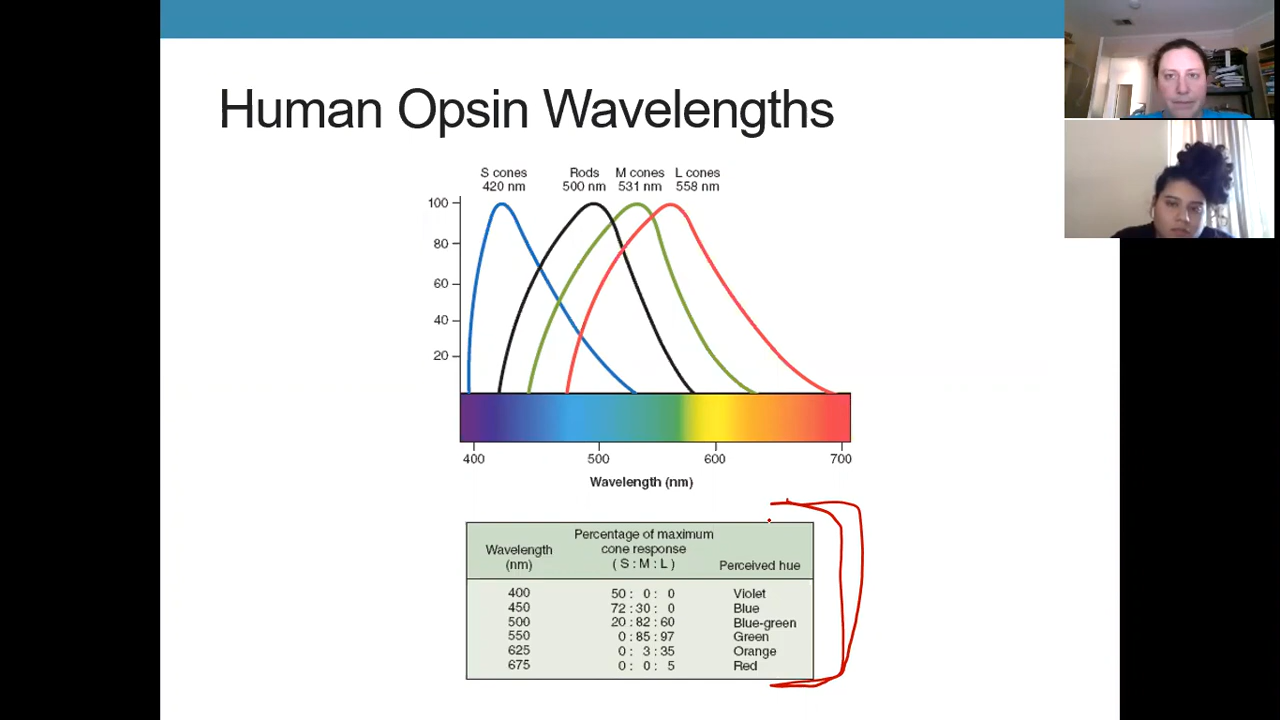 Human Opsin Wavelengths
S cones Rods M cones L cones
420 nm 500 nm 531 nm 558 nm
100
80
60
40
20
400 500 600 700
Wavelength (nm)
Wavelength (nm) Percentage of maximum cone response ( S : M : L ) Perceived hue
400 50 : 0 : 0 Violet
450 72 : 30 : 0 Blue
500 20 : 82 : 60 Blue-green
550 0 : 85 : 97 Green
625 0 : 3 : 35 Orange
675 0 : 0 : 5 Red